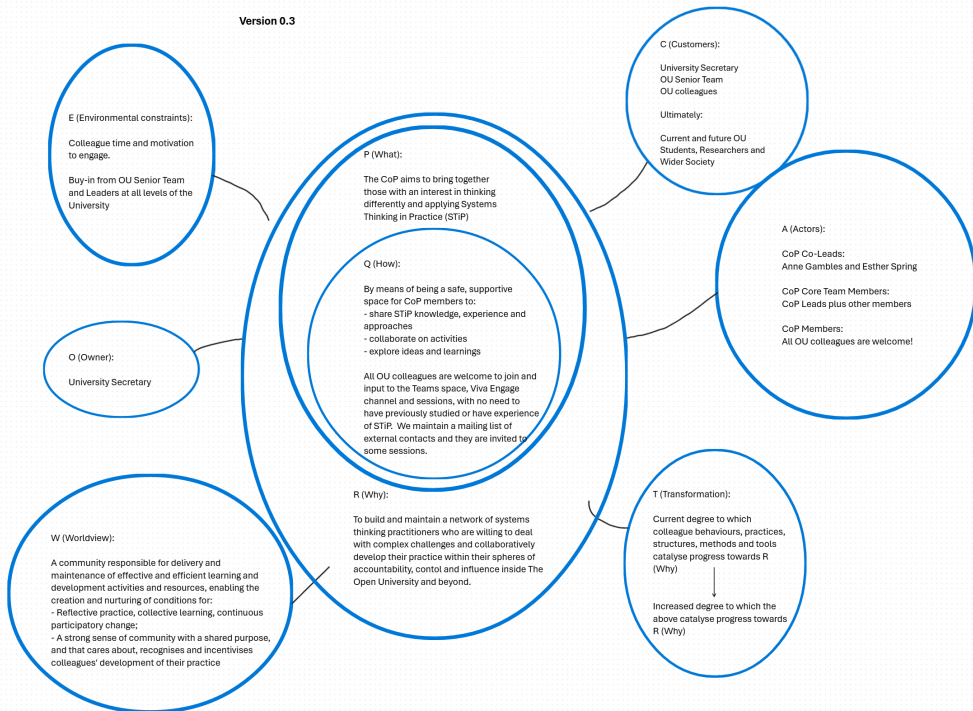 Version 0.3
E (Environmental constraints):
Colleague time and motivation
to engage.
Buy-in from OU Senior Team
and Leaders at all levels of the
University
O (Owner):
University Secretary
W (Worldview):
A community responsible for delivery and
maintenance of effective and efficient learning and
development activities and resources, enabling the
creation and nurturing of conditions for:
- Reflective practice, collective learning, continuous
participatory change;
- A strong sense of community with a shared purpose,
and that cares about, recognises and incentivises
colleagues' development of their practice
P (What):
The CoP aims to bring together
those with an interest in thinking
differently and applying Systems
Thinking in Practice (STiP)
Q (How):
By means of being a safe, supportive
space for CoP members to:
- share STiP knowledge, experience and
approaches
- collaborate on activities
- explore ideas and learnings
All OU colleagues are welcome to join and
input to the Teams space, Viva Engage
channel and sessions, with no need to
have previously studied or have experience
of STiP.  We maintain a mailing list of
external contacts and they are invited to
some sessions.
R (Why):
To build and maintain a network of systems
thinking practitioners who are willing to deal
with complex challenges and collaboratively
develop their practice within their spheres of
accountability, contol and influence inside The
Open University and beyond.
C (Customers):
University Secretary
OU Senior Team
OU colleagues
Ultimately:
Current and future OU
Students, Researchers and
Wider Society
A (Actors):
CoP Co-Leads:
Anne Gambles and Esther Spring
CoP Core Team Members:
CoP Leads plus other members
CoP Members:
All OU colleagues are welcome!
T (Transformation):
Current degree to which
colleague behaviours, practices,
structures, methods and tools
catalyse progress towards R
(Why)
Increased degree to which the
above catalyse progress towards
R (Why)